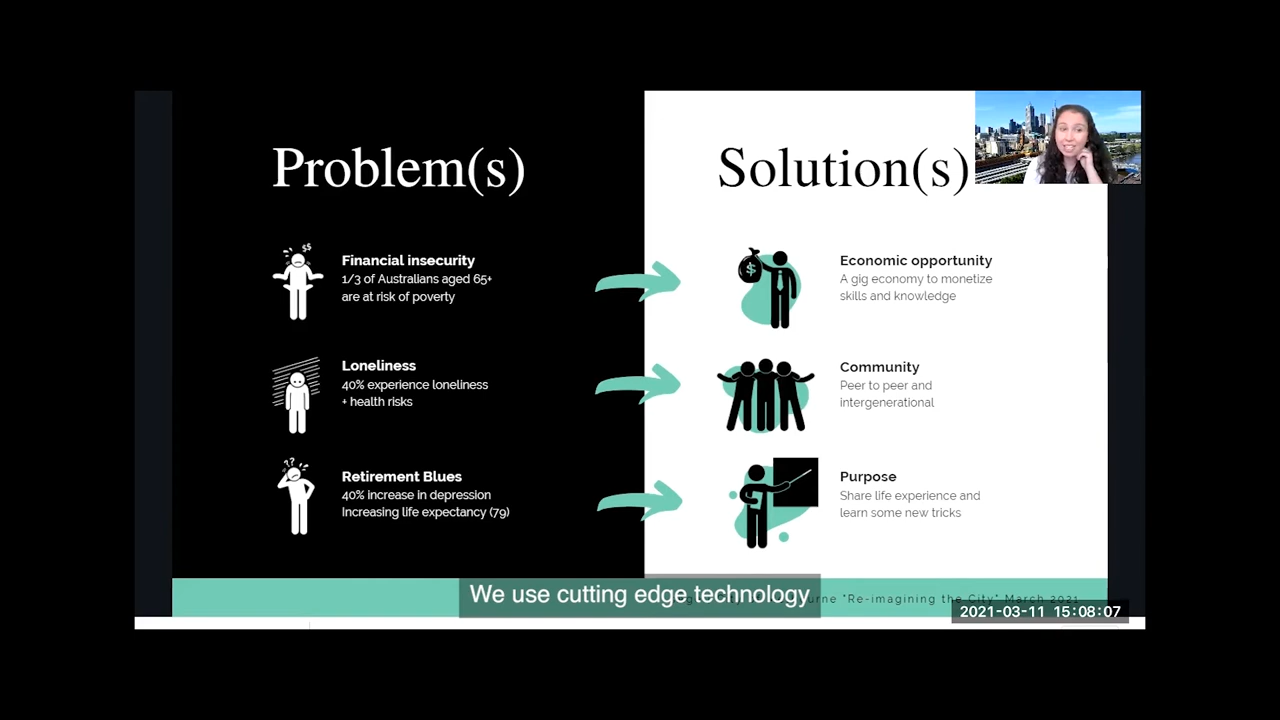 Problem(s)
Solution(s)
$$
Financial insecurity
1/3 of Australians aged 65+
are at risk of poverty
$
Economic opportunity
A gig economy to monetize
skills and knowledge
Loneliness
40% experience loneliness
+ health risks
Community
Peer to peer and
intergenerational
??
Retirement Blues
40% increase in depression
Increasing life expectancy (79)
Purpose
Share life experience and
learn some new tricks
We use cutting edge technology
"Re-imagining the City" March 2021
2021-03-11 15:08:07